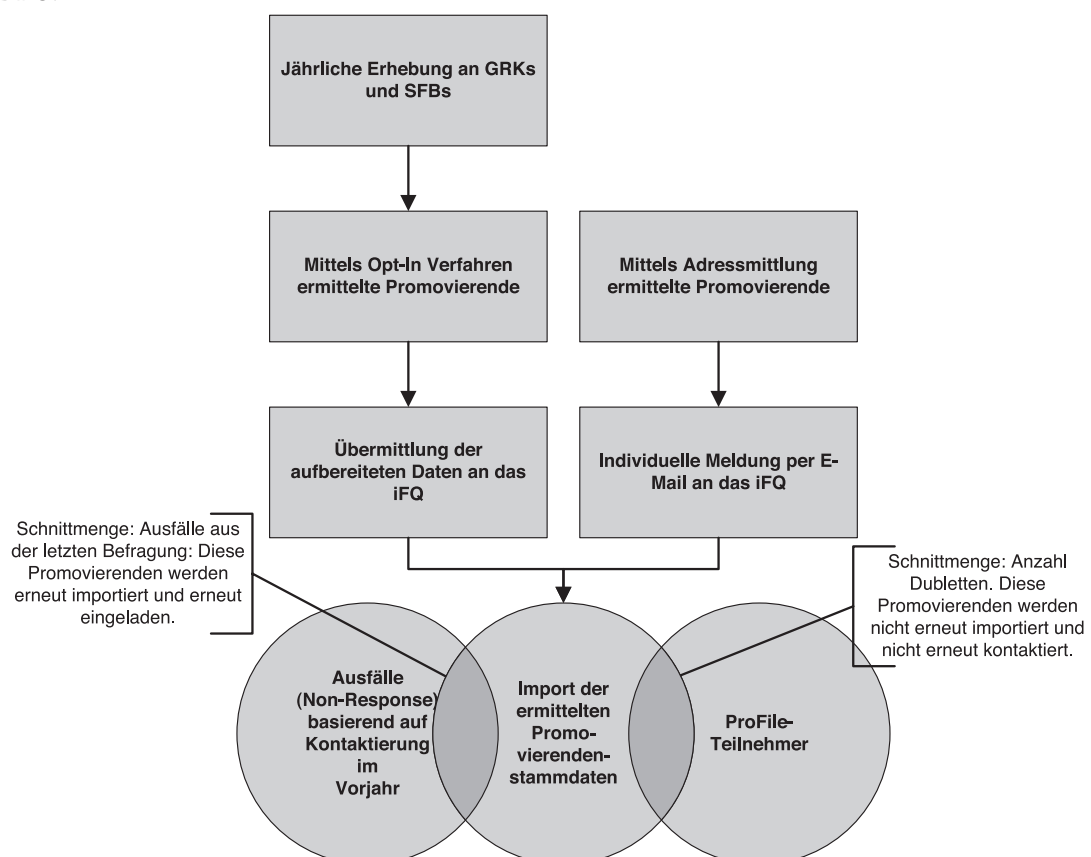 Jährliche Erhebung an GRKs
und SFBs
Mittels Opt-In Verfahren
ermittelte Promovierende
Mittels Adressmittlung
ermittelte Promovierende
Übermittlung der
aufbereiteten Daten an das
iFQ
Individuelle Meldung per E-
Mail an das iFQ
Schnittmenge: Ausfälle aus
der letzten Befragung: Diese
Promovierenden werden
erneut importiert und erneut
eingeladen.
Schnittmenge: Anzahl
Dubletten. Diese
Promovierenden werden
nicht erneut importiert und
nicht erneut kontaktiert.
Ausfälle
(Non-Response)
basierend auf
Kontaktierung
im
Vorjahr
Import der
ermittelten
Promo-
vierenden-
stammdaten
ProFile-
Teilnehmer